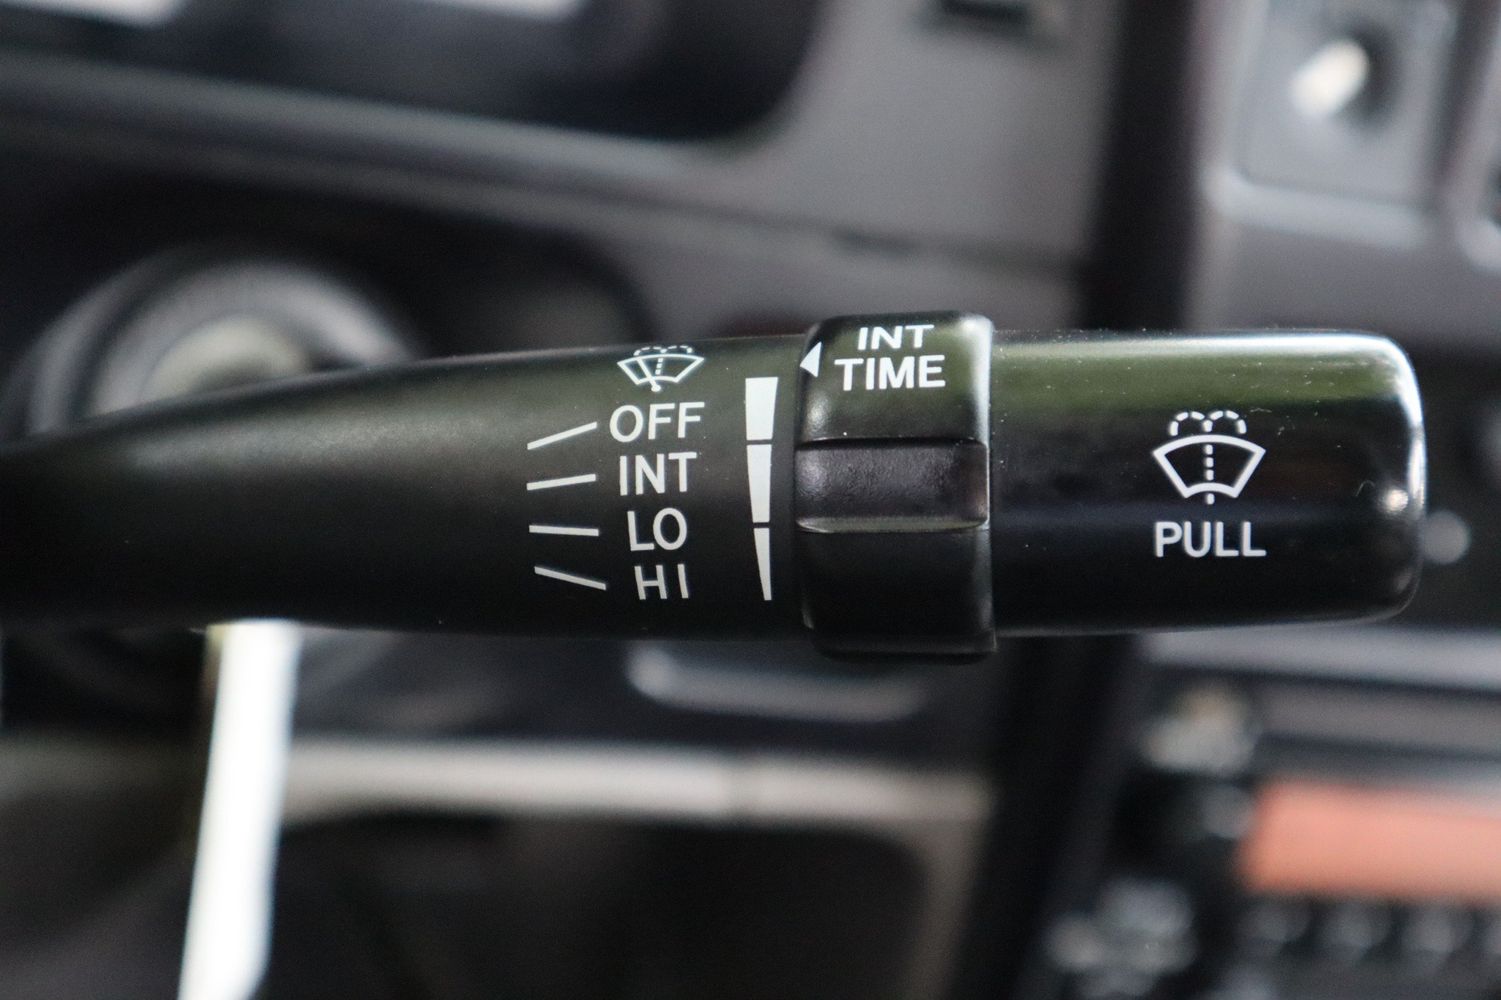 INT
TIME
OFF
INT
LO
HI
PULL